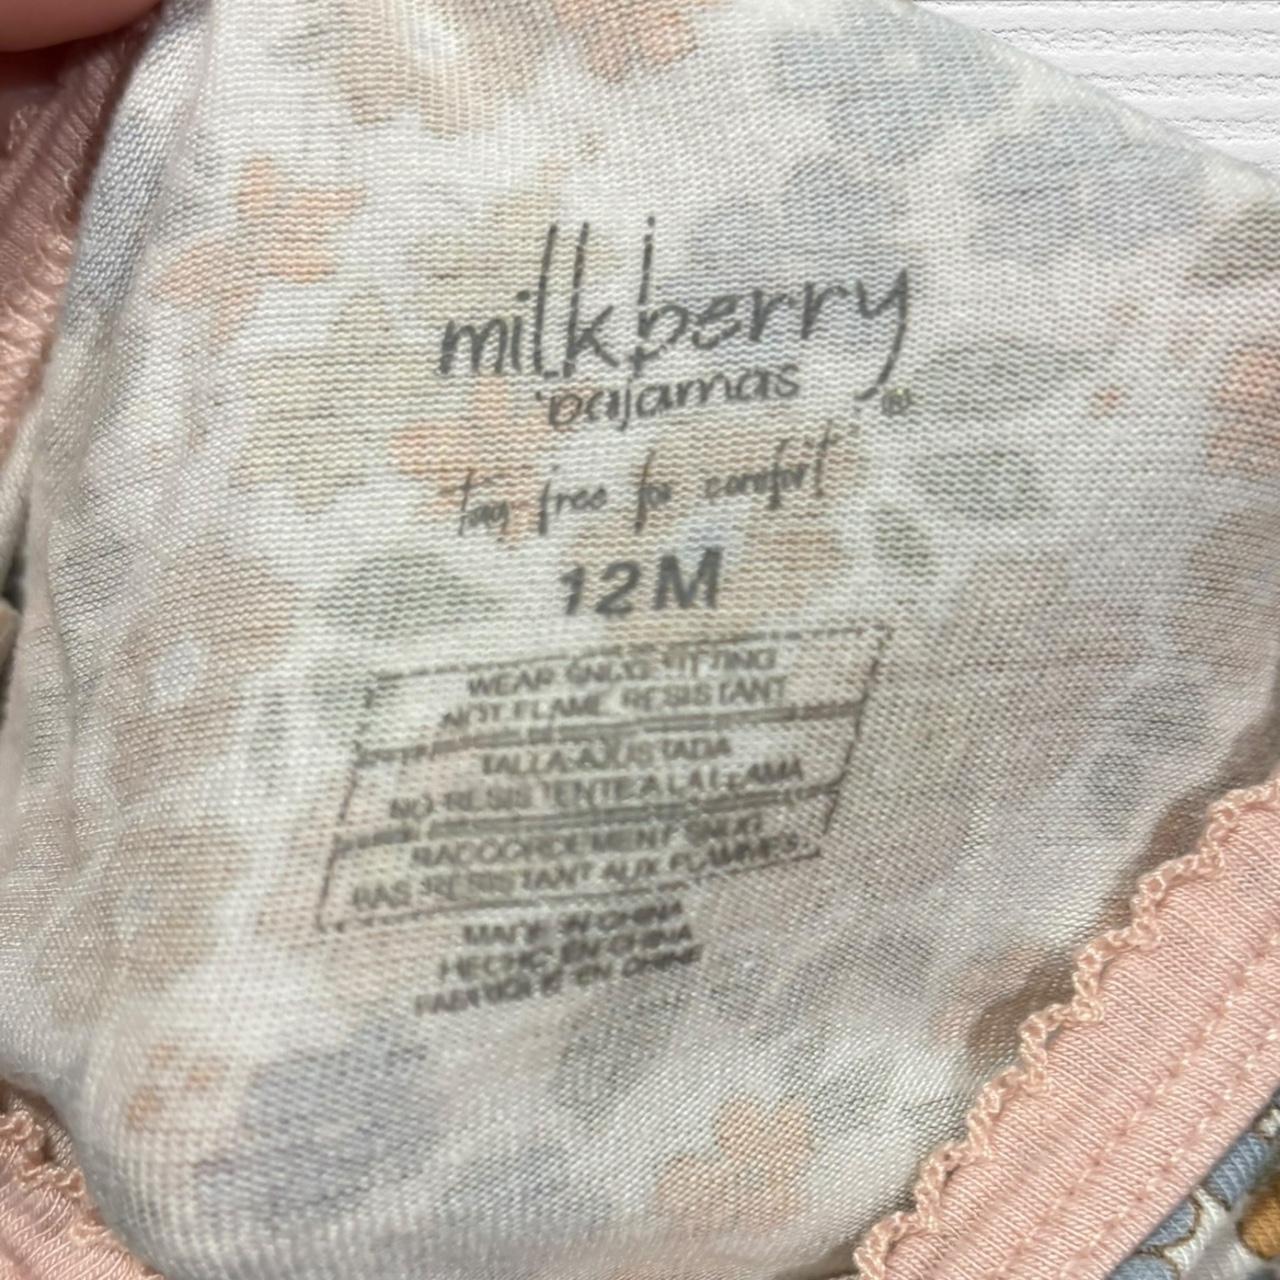 milkberry
pajamas
®
tag free for comfort
12M
WEAR SNUG-FITTING
NOT FLAME RESISTANT
TALLA AJUSTADA
NO RESISTENTE A LA LLAMA
RACCORDEMENT SNUG
PAS RESISTANT AUX FLAMMES.
MADE IN CHINA
HECHO EN CHINA
FABRIQUE EN CHINE